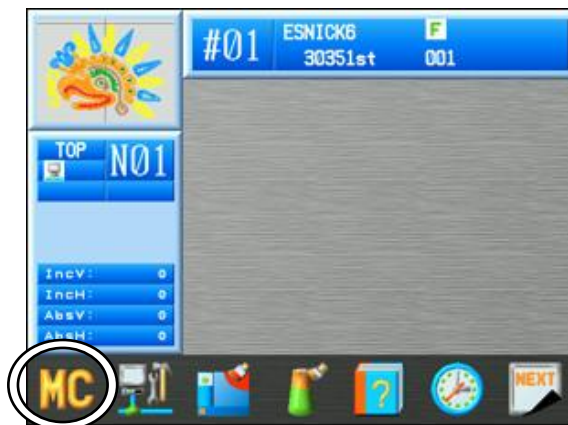 #01 ESNICK6 F
30351st 001
TOP N01
IncV: 0
IncH: 0
AbsV: 0
AbsH: 0
MC ? NEXT